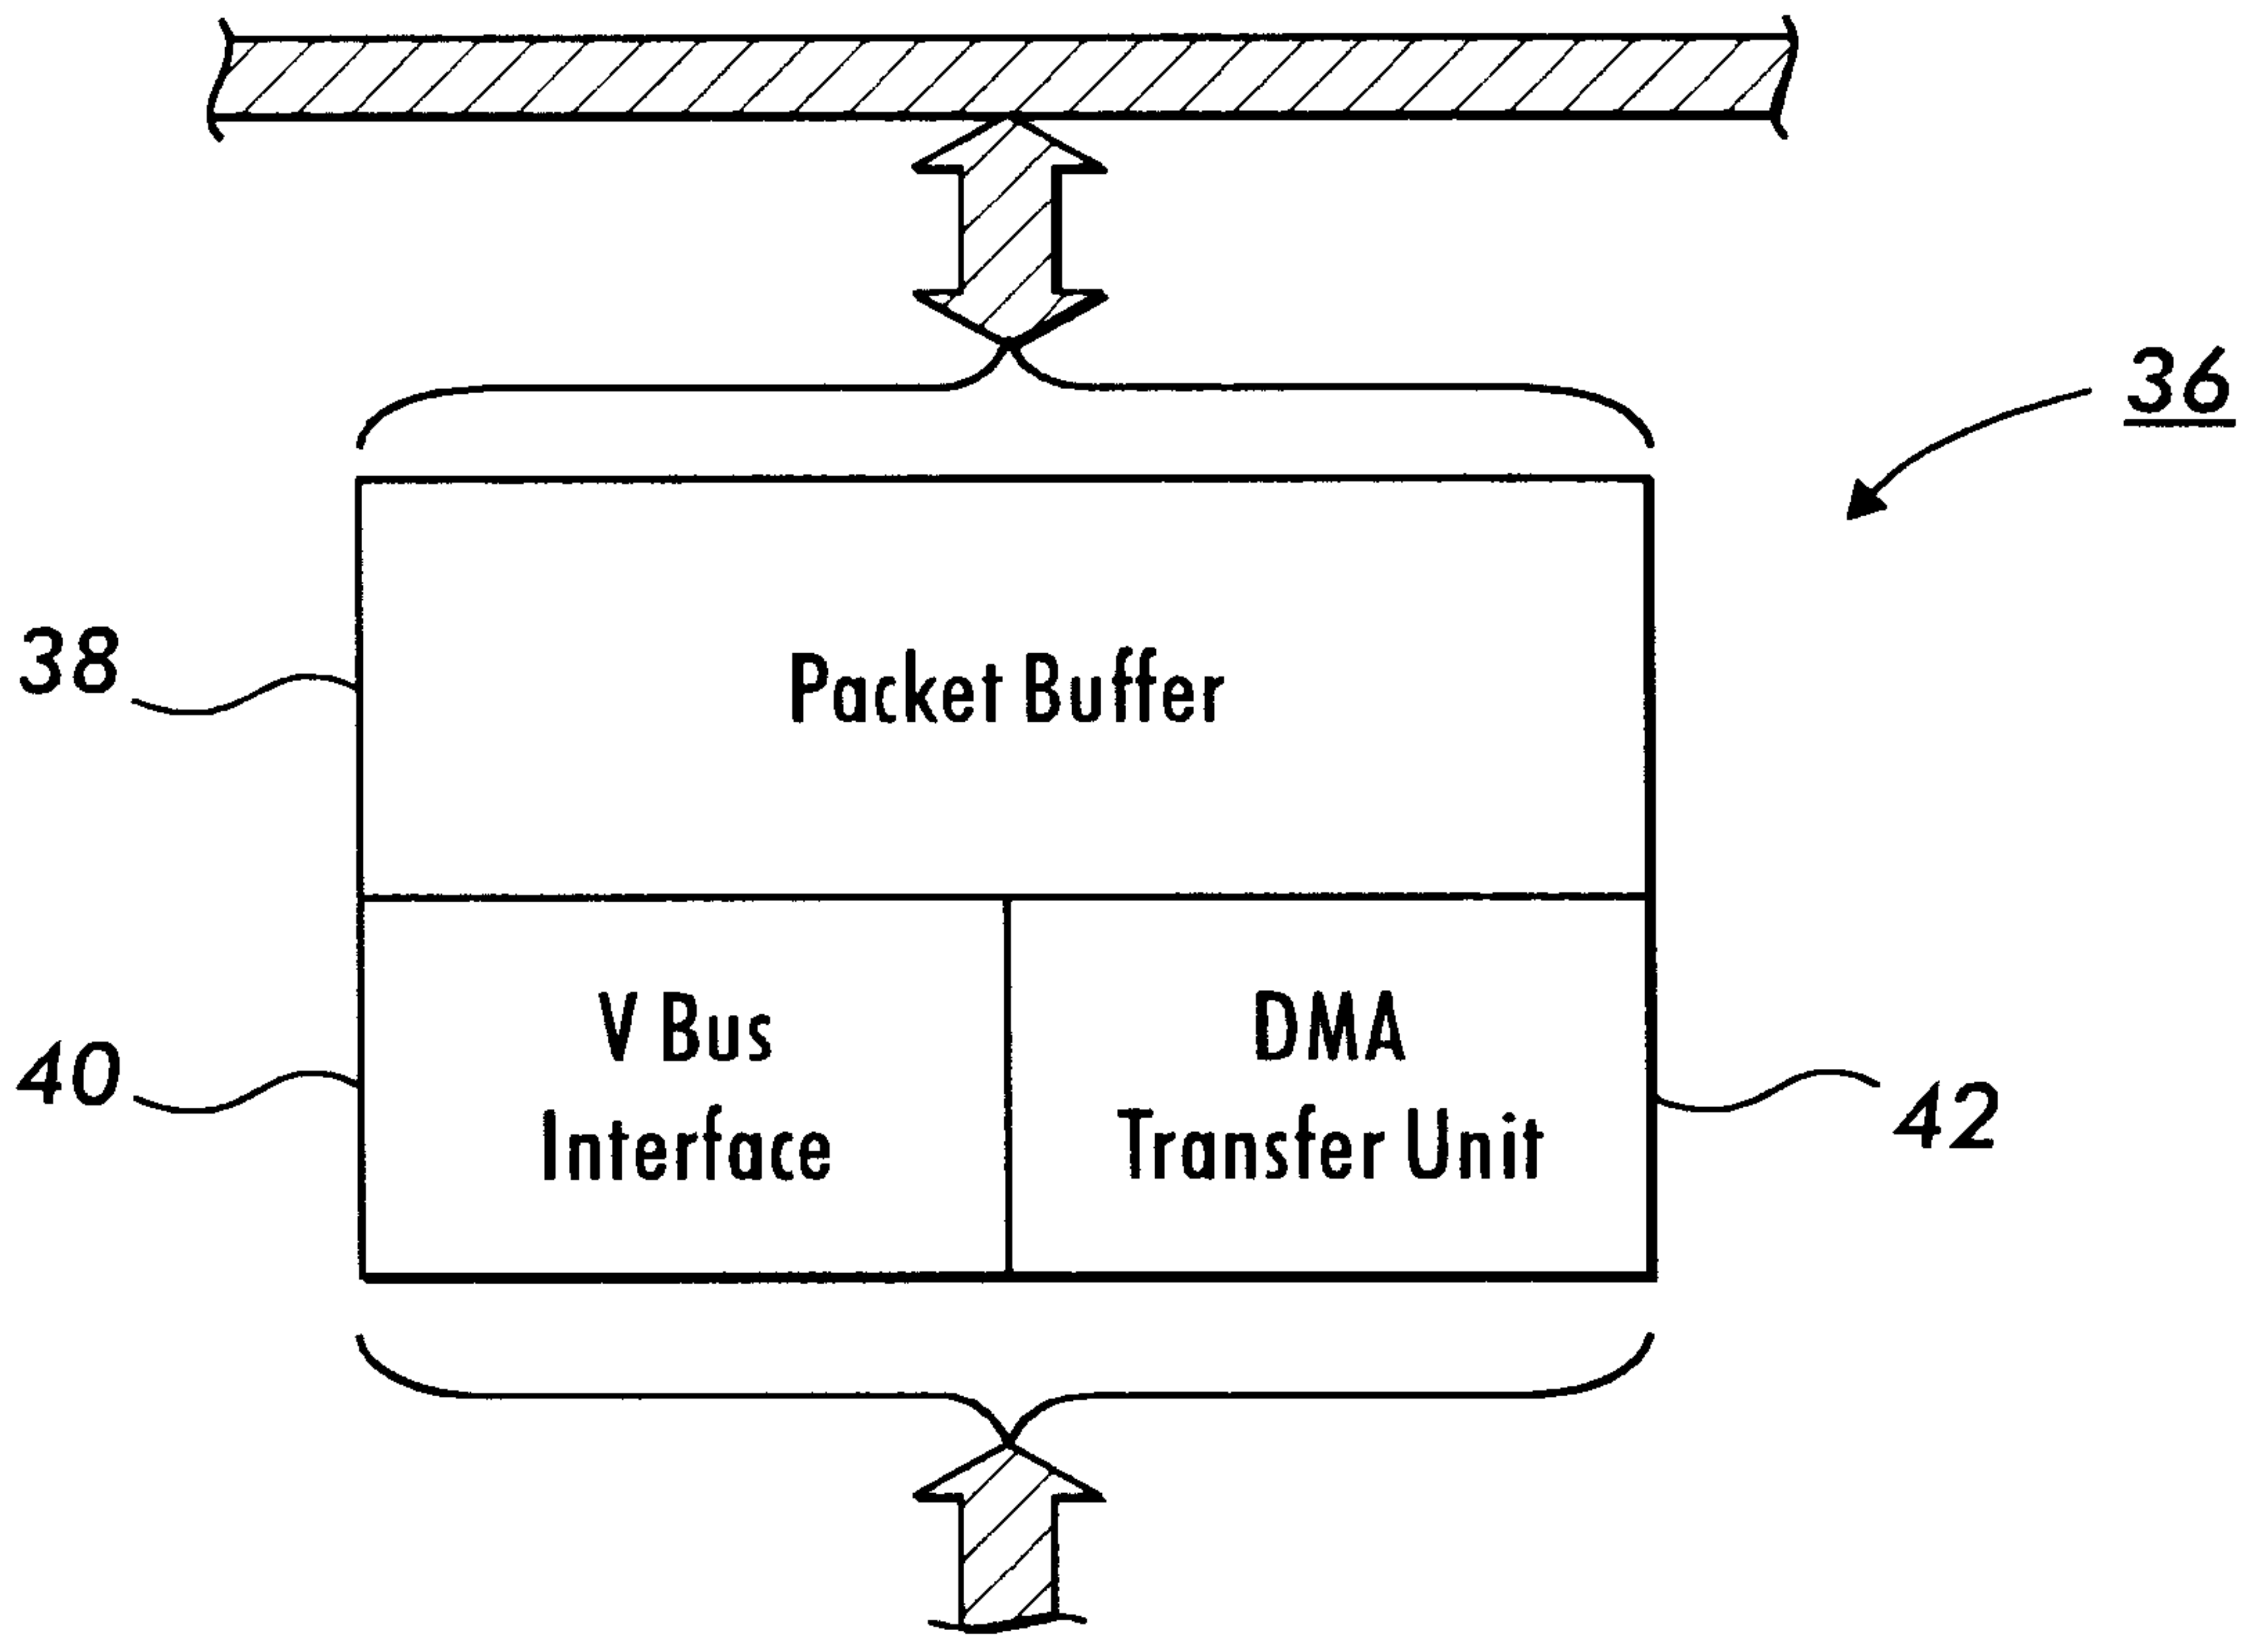 36
38
Packet Buffer
40
V Bus
Interface
DMA
Transfer Unit
42